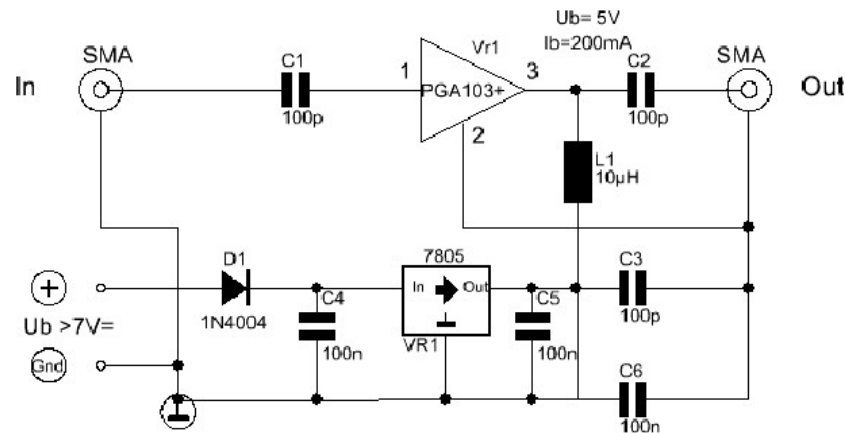 Ub= 5V
Ib=200mA
SMA
In
C1
100p
Vr1
1
PGA103+
3
2
C2
100p
SMA
Out
L1
10µH
D1
1N4004
Ub >7V=
Gnd
C4
100n
7805
In
Out
VR1
C5
100n
C3
100p
C6
100n